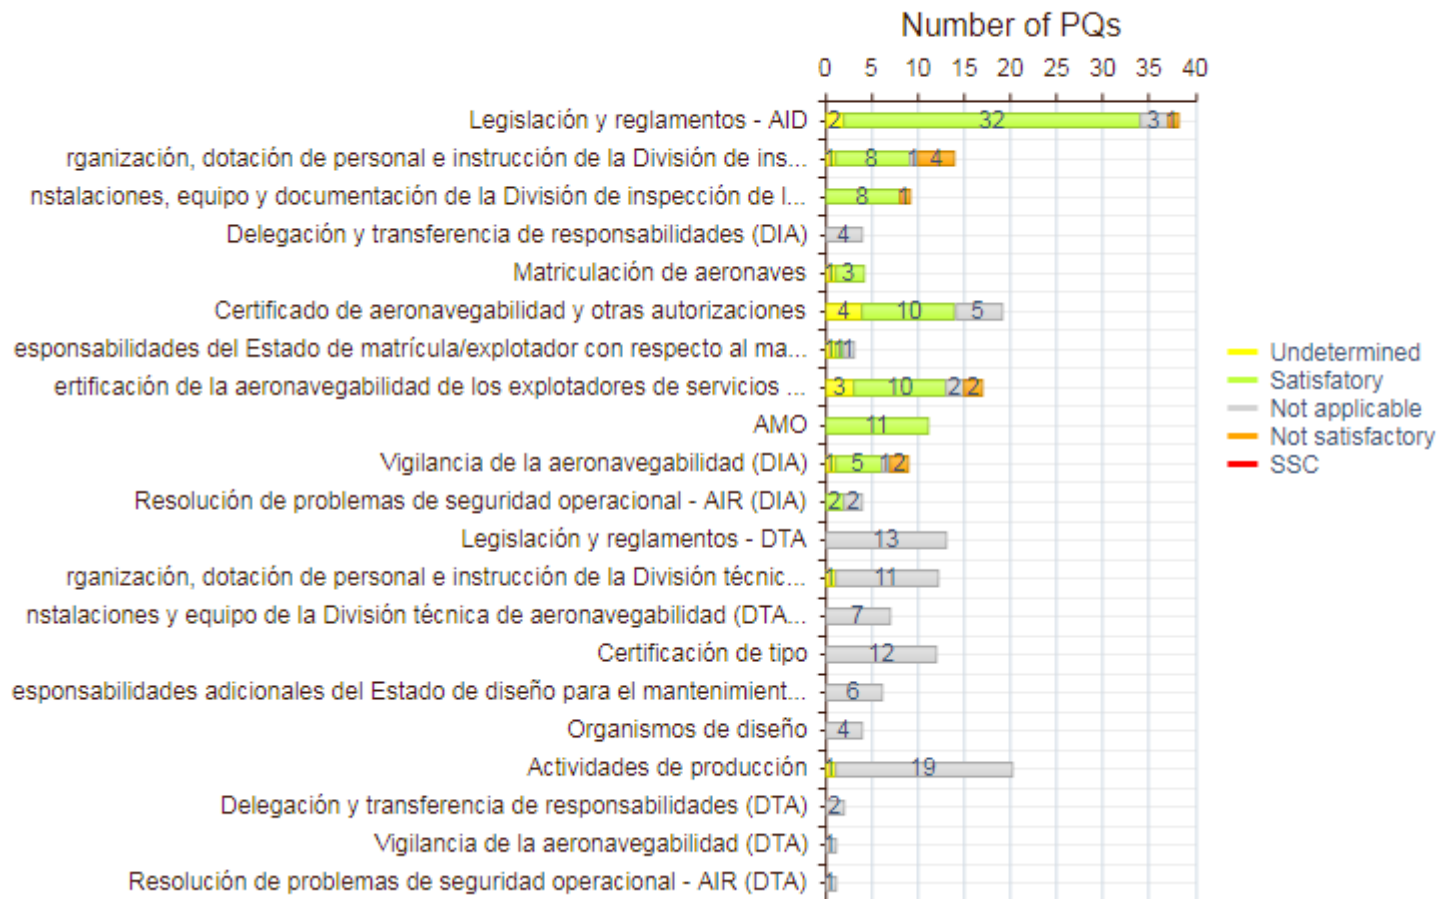 Number of PQs
0 5 10 15 20 25 30 35 40
Legislación y reglamentos - AID 2 32 3 1
rganización, dotación de personal e instrucción de la División de ins... 1 8 1 4
nstalaciones, equipo y documentación de la División de inspección de l... 8 1
Delegación y transferencia de responsabilidades (DIA) 4
Matriculación de aeronaves 1 3
Certificado de aeronavegabilidad y otras autorizaciones 4 10 5
esponsabilidades del Estado de matrícula/explotador con respecto al ma... 1 1 1
ertificación de la aeronavegabilidad de los explotadores de servicios ... 3 10 2 2
AMO 11
Vigilancia de la aeronavegabilidad (DIA) 1 5 1 2
Resolución de problemas de seguridad operacional - AIR (DIA) 2 2
Legislación y reglamentos - DTA 13
rganización, dotación de personal e instrucción de la División técnic... 1 11
nstalaciones y equipo de la División técnica de aeronavegabilidad (DTA... 7
Certificación de tipo 12
esponsabilidades adicionales del Estado de diseño para el mantenimient... 6
Organismos de diseño 4
Actividades de producción 1 19
Delegación y transferencia de responsabilidades (DTA) 2
Vigilancia de la aeronavegabilidad (DTA) 1
Resolución de problemas de seguridad operacional - AIR (DTA) 1
Undetermined
Satisfatory
Not applicable
Not satisfactory
SSC